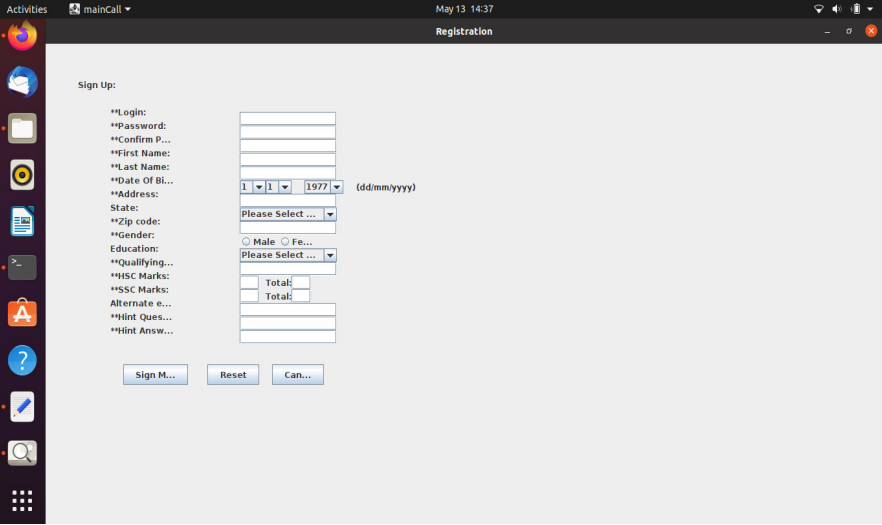 Activities mainCall May 13 14:37
Registration
Sign Up:
**Login:
**Password:
**Confirm P...
**First Name:
**Last Name:
**Date Of Bi... 1 1 1977 (dd/mm/yyyy)
**Address:
State: Please Select ...
**Zip code:
**Gender: Male Fe...
Education: Please Select ...
**Qualifying...
**HSC Marks: Total:
**SSC Marks: Total:
Alternate e...
**Hint Ques...
**Hint Answ...
Sign M... Reset Can...